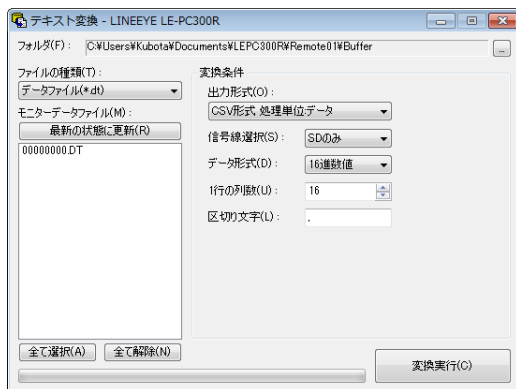 テキスト変換 - LINEEYE LE-PC300R
フォルダ(F) : C:¥Users¥Kubota¥Documents¥LEPC300R¥Remote01¥Buffer
...
ファイルの種類(T) :
データファイル(*.dt)
モニターデータファイル(M) :
最新の状態に更新(R)
00000000.DT
全て選択(A)
全て解除(N)
変換条件
出力形式(O) :
CSV形式 処理単位データ
信号線選択(S) :
SDのみ
データ形式(D) :
16進数値
1行の列数(U) :
16
区切り文字(L) :
,
変換実行(C)